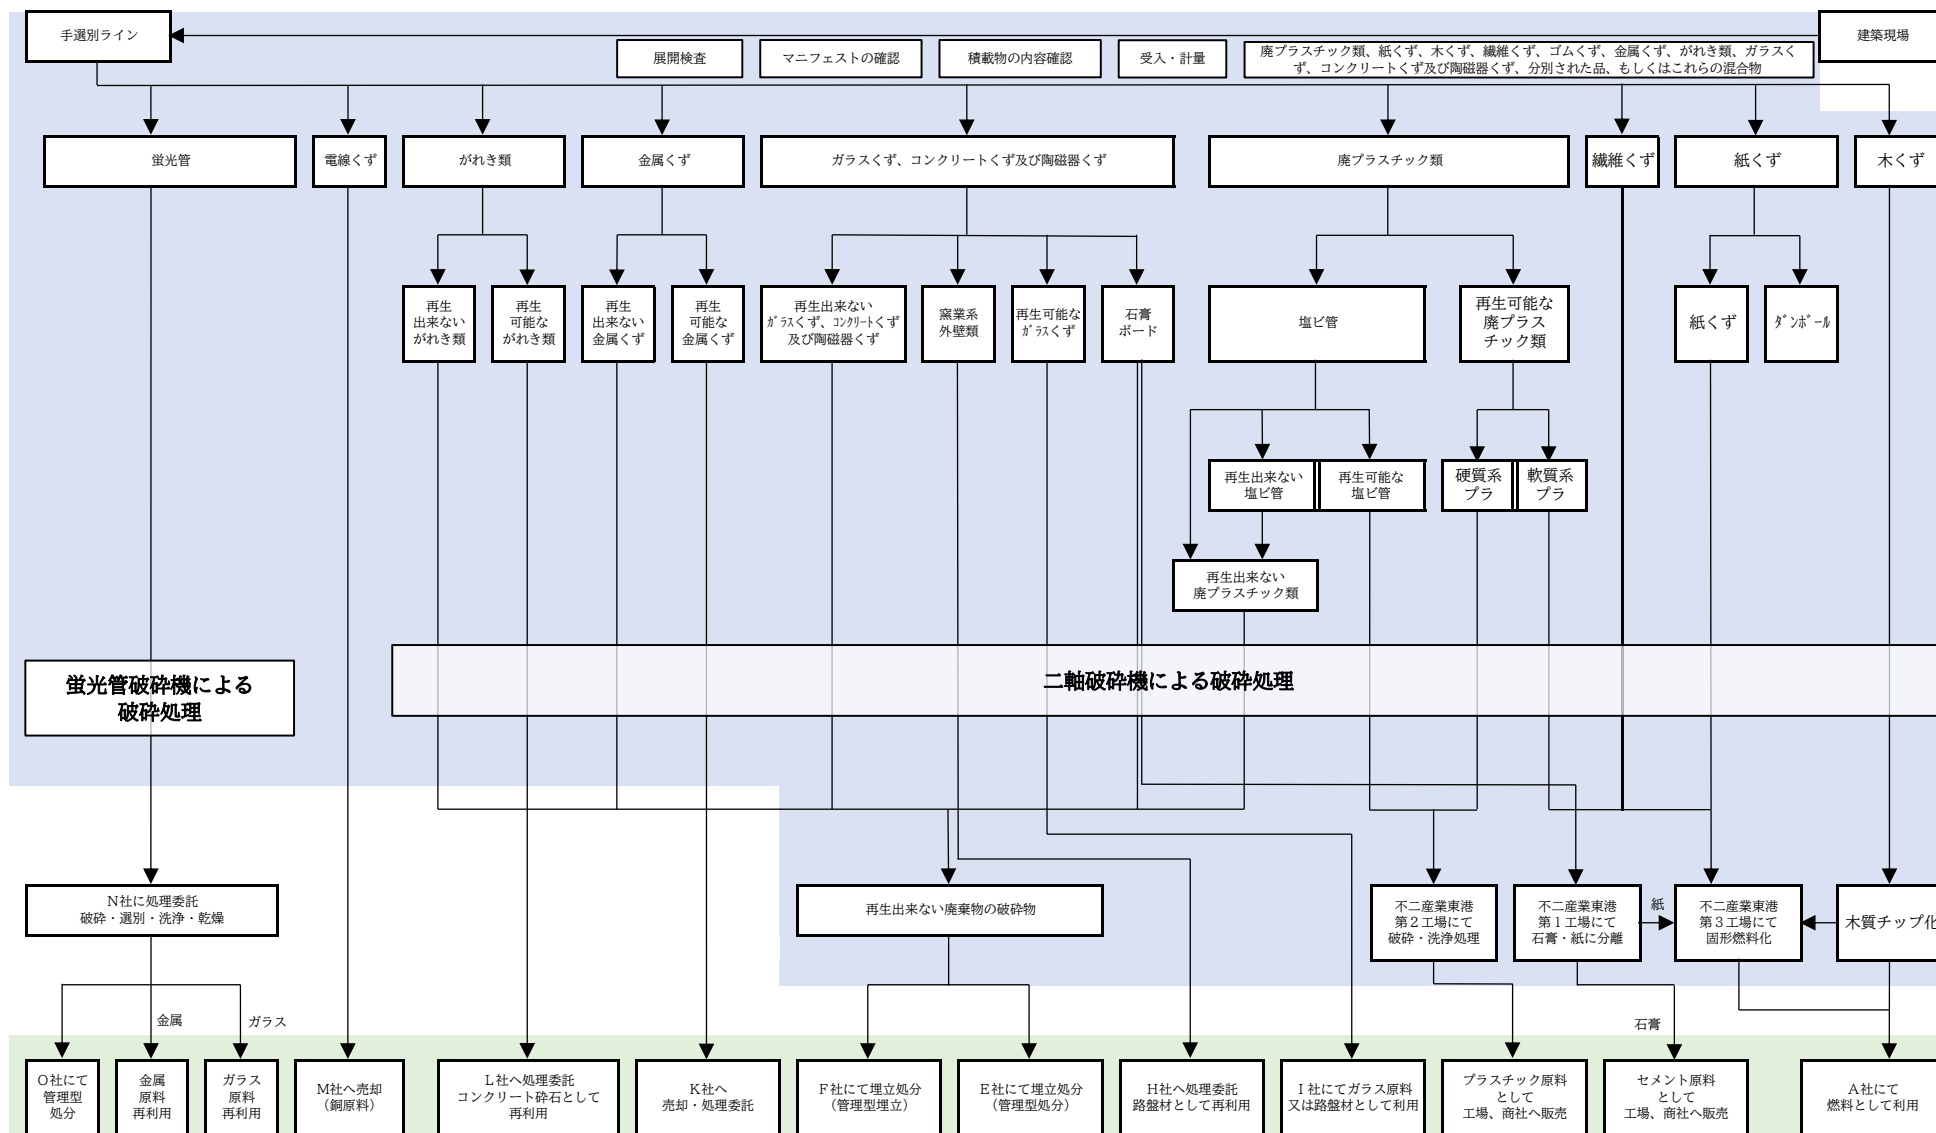 手選別ライン
建築現場
展開検査
マニフェストの確認
積載物の内容確認
受入・計量
廃プラスチック類、紙くず、木くず、繊維くず、ゴムくず、金属くず、がれき類、ガラスく
ず、コンクリートくず及び陶磁器くず、分別された品、もしくはこれらの混合物
蛍光管
電線くず
がれき類
金属くず
ガラスくず、コンクリートくず及び陶磁器くず
廃プラスチック類
繊維くず
紙くず
木くず
再生
出来ない
がれき類
再生
可能な
がれき類
再生
出来ない
金属くず
再生
可能な
金属くず
再生出来ない
ｶﾞﾗｽくず、ｺﾝｸﾘｰﾄくず
及び陶磁器くず
窯業系
外壁類
再生可能な
ｶﾞﾗｽくず
石膏
ボード
塩ビ管
再生可能な
廃プラス
チック類
紙くず
ﾀﾞﾝﾎﾞｰﾙ
再生出来ない
塩ビ管
再生可能な
塩ビ管
硬質系
プラ
軟質系
プラ
再生出来ない
廃プラスチック類
蛍光管破砕機による
破砕処理
二軸破砕機による破砕処理
N社に処理委託
破砕・選別・洗浄・乾燥
再生出来ない廃棄物の破砕物
不二産業東港
第２工場にて
破砕・洗浄処理
不二産業東港
第１工場にて
石膏・紙に分離
紙
不二産業東港
第３工場にて
固形燃料化
木質チップ化
金属
ガラス
石膏
O社にて
管理型
処分
金属
原料
再利用
ガラス
原料
再利用
M社へ売却
（銅原料）
L社へ処理委託
コンクリート砕石として
再利用
K社へ
売却・処理委託
F社にて埋立処分
（管理型埋立）
E社にて埋立処分
（管理型処分）
H社へ処理委託
路盤材として再利用
I 社にてガラス原料
又は路盤材として利用
プラスチック原料
として
工場、商社へ販売
セメント原料
として
工場、商社へ販売
A社にて
燃料として利用